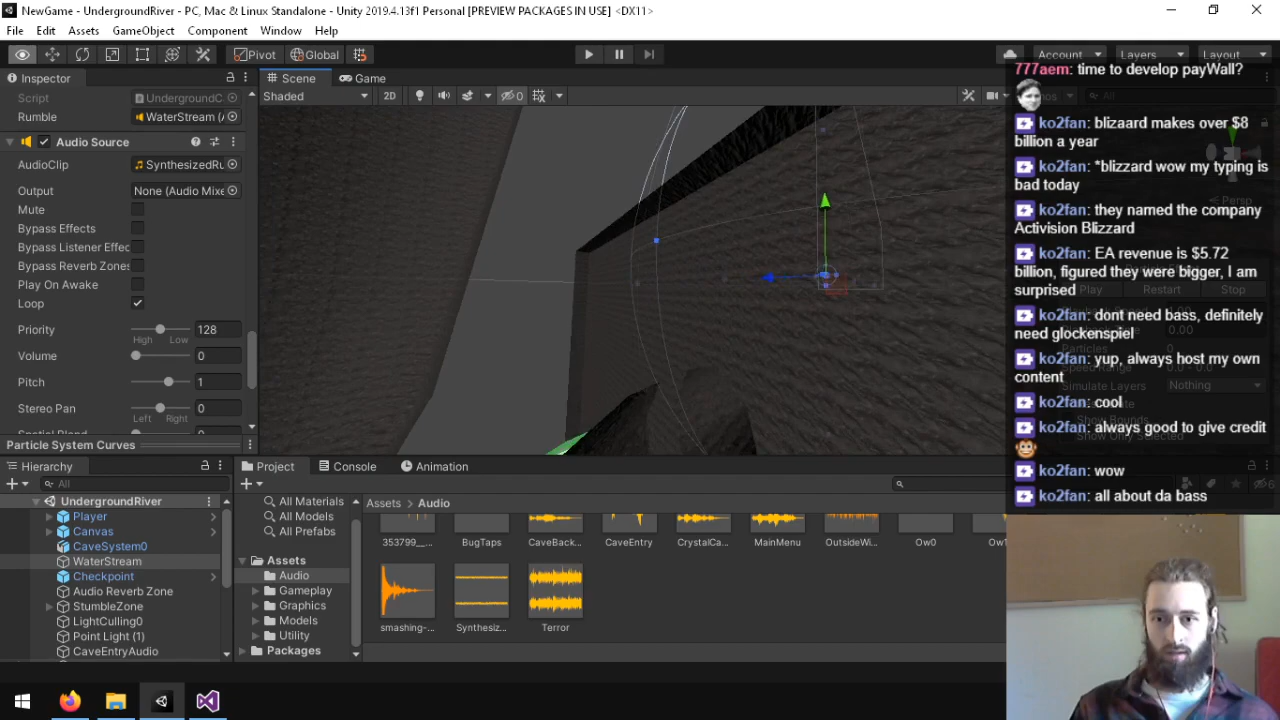 NewGame - UndergroundRiver - PC, Mac & Linux Standalone - Unity 2019.4.13f1 Personal [PREVIEW PACKAGES IN USE] <DX11>
File Edit Assets GameObject Component Window Help
Pivot Global
Account Layers Layout
Inspector
Scene Game
Shaded 2D 0
Script UndergroundC
Rumble WaterStream (A
Audio Source
AudioClip SynthesizedRu
Output None (Audio Mixe
Mute
Bypass Effects
Bypass Listener Effec
Bypass Reverb Zones
Play On Awake
Loop
Priority 128
High Low
Volume 0
Pitch 1
Stereo Pan 0
Left Right
Particle System Curves
Hierarchy
All
UndergroundRiver
Player
Canvas
CaveSystem0
WaterStream
Checkpoint
Audio Reverb Zone
StumbleZone
LightCulling0
Point Light (1)
CaveEntryAudio
Project Console Animation
All Materials
All Models
All Prefabs
Assets
Audio
Gameplay
Graphics
Models
Utility
Packages
Assets > Audio
353799__... BugTaps CaveBack... CaveEntry CrystalCa... MainMenu OutsideWi... Ow0 Ow1
smashing-... Synthesiz... Terror
777aem: time to develop payWall?
ko2fan: blizaard makes over $8
billion a year
ko2fan: *blizzard wow my typing is
bad today
ko2fan: they named the company
Activision Blizzard
ko2fan: EA revenue is $5.72
billion, figured they were bigger, I am
surprised
ko2fan: dont need bass, definitely
need glockenspiel
ko2fan: yup, always host my own
content
ko2fan: cool
ko2fan: always good to give credit
ko2fan: wow
ko2fan: all about da bass
Persp
Play Restart Stop
0.00
Particles
Speed Range 0.0 - 0.0
Simulate Layers Nothing
Show Bounds
Show Only Selected
6